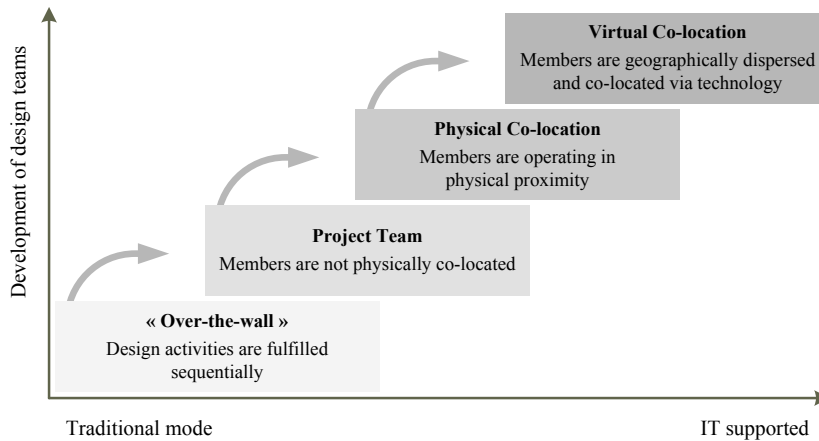 Virtual Co-location
Members are geographically dispersed
and co-located via technology
Physical Co-location
Members are operating in
physical proximity
Project Team
Members are not physically co-located
« Over-the-wall »
Design activities are fulfilled
sequentially
Development of design teams
Traditional mode
IT supported